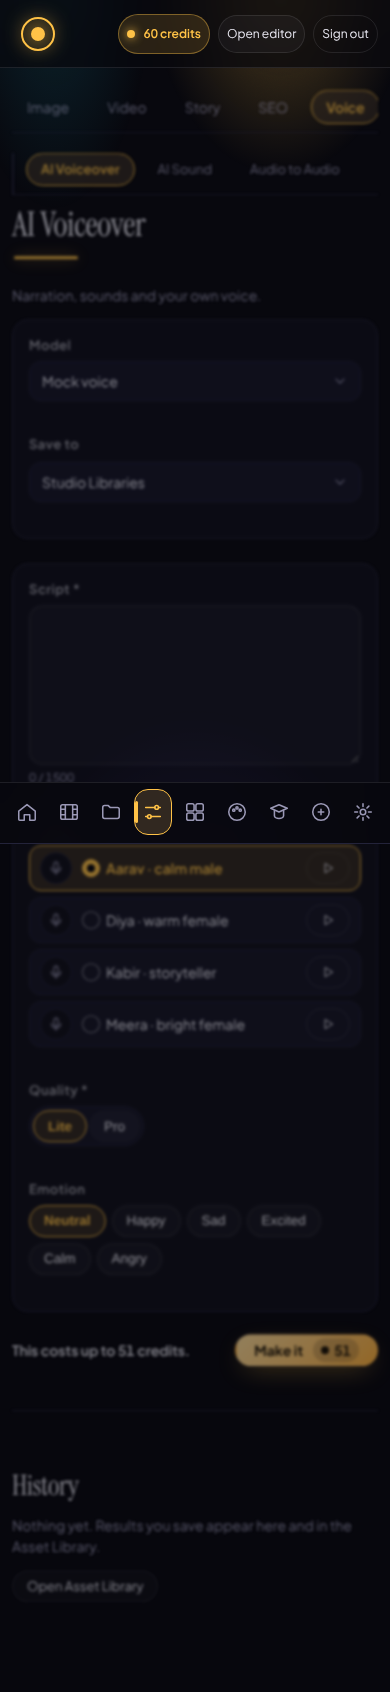 60 credits
Open editor
Sign out
Image
Video
Story
SEO
Voice
AI Voiceover
AI Sound
Audio to Audio
AI Voiceover
Narration, sounds and your own voice.
Model
Mock voice
Save to
Studio Libraries
Script *
0 / 1500
Aarav · calm male
Diya · warm female
Kabir · storyteller
Meera · bright female
Quality *
Lite
Pro
Emotion
Neutral
Happy
Sad
Excited
Calm
Angry
This costs up to 51 credits.
Make it
51
History
Nothing yet. Results you save appear here and in the
Asset Library.
Open Asset Library